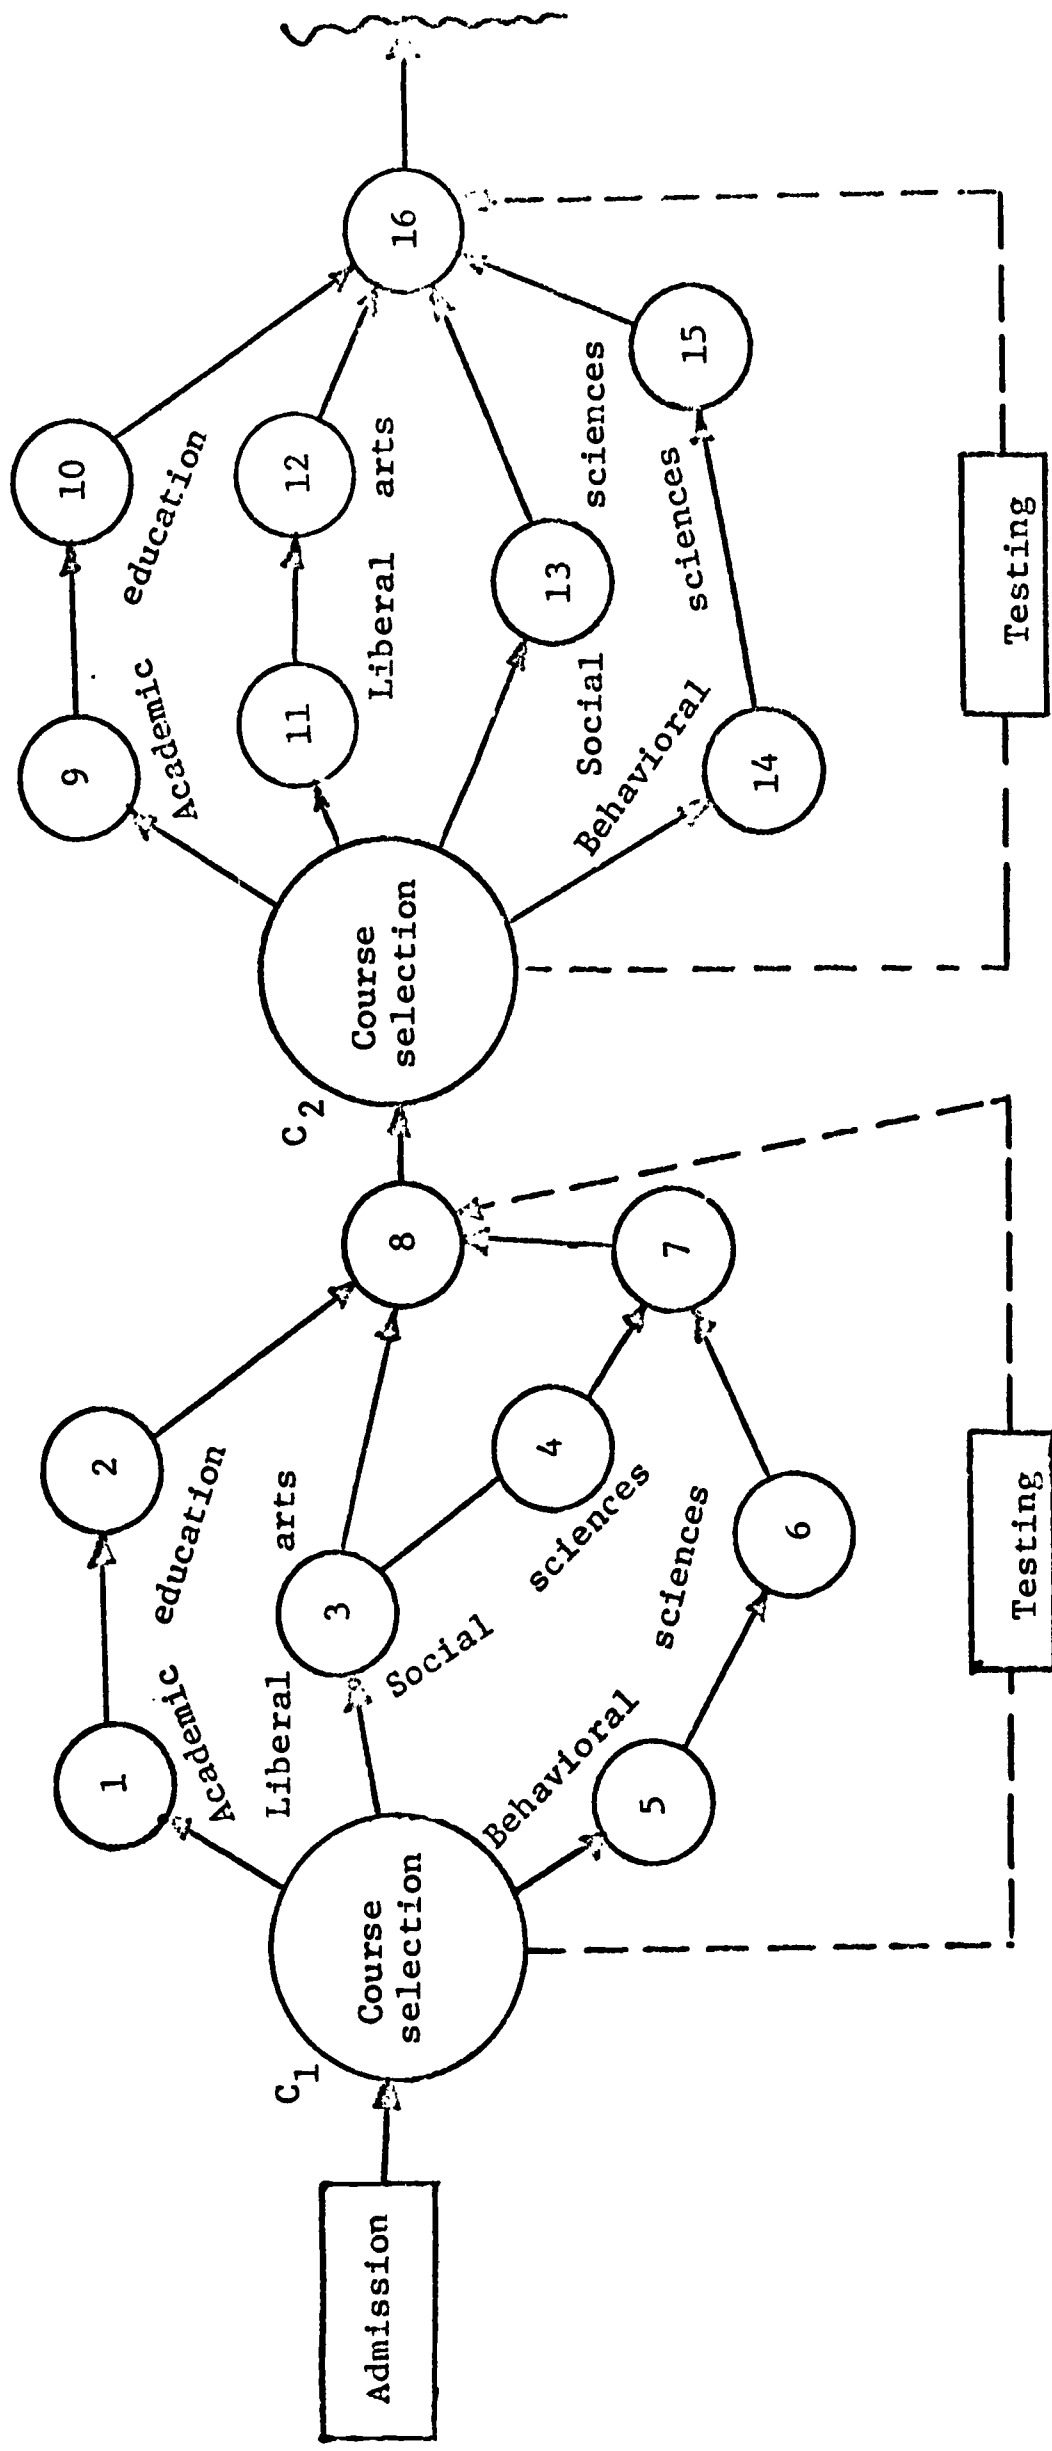 Admission
C1
Course
selection
1
Academic education
2
Liberal arts
3
Social sciences
4
Behavioral sciences
5
6
7
8
Testing
C2
Course
selection
9
Academic education
10
11
Liberal arts
12
13
Social sciences
Behavioral sciences
14
15
16
Testing